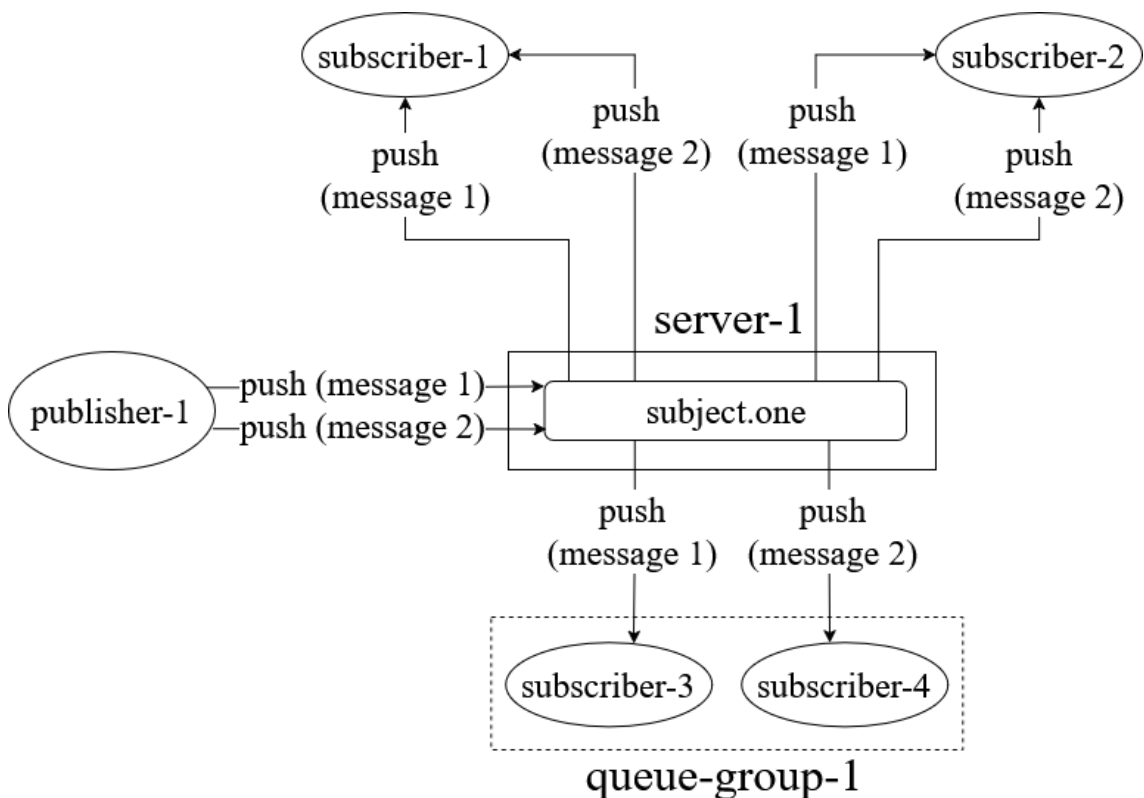 subscriber-1
subscriber-2
push
(message 1)
push
(message 2)
push
(message 1)
push
(message 2)
server-1
publisher-1
push (message 1)
push (message 2)
subject.one
push
(message 1)
push
(message 2)
subscriber-3
subscriber-4
queue-group-1